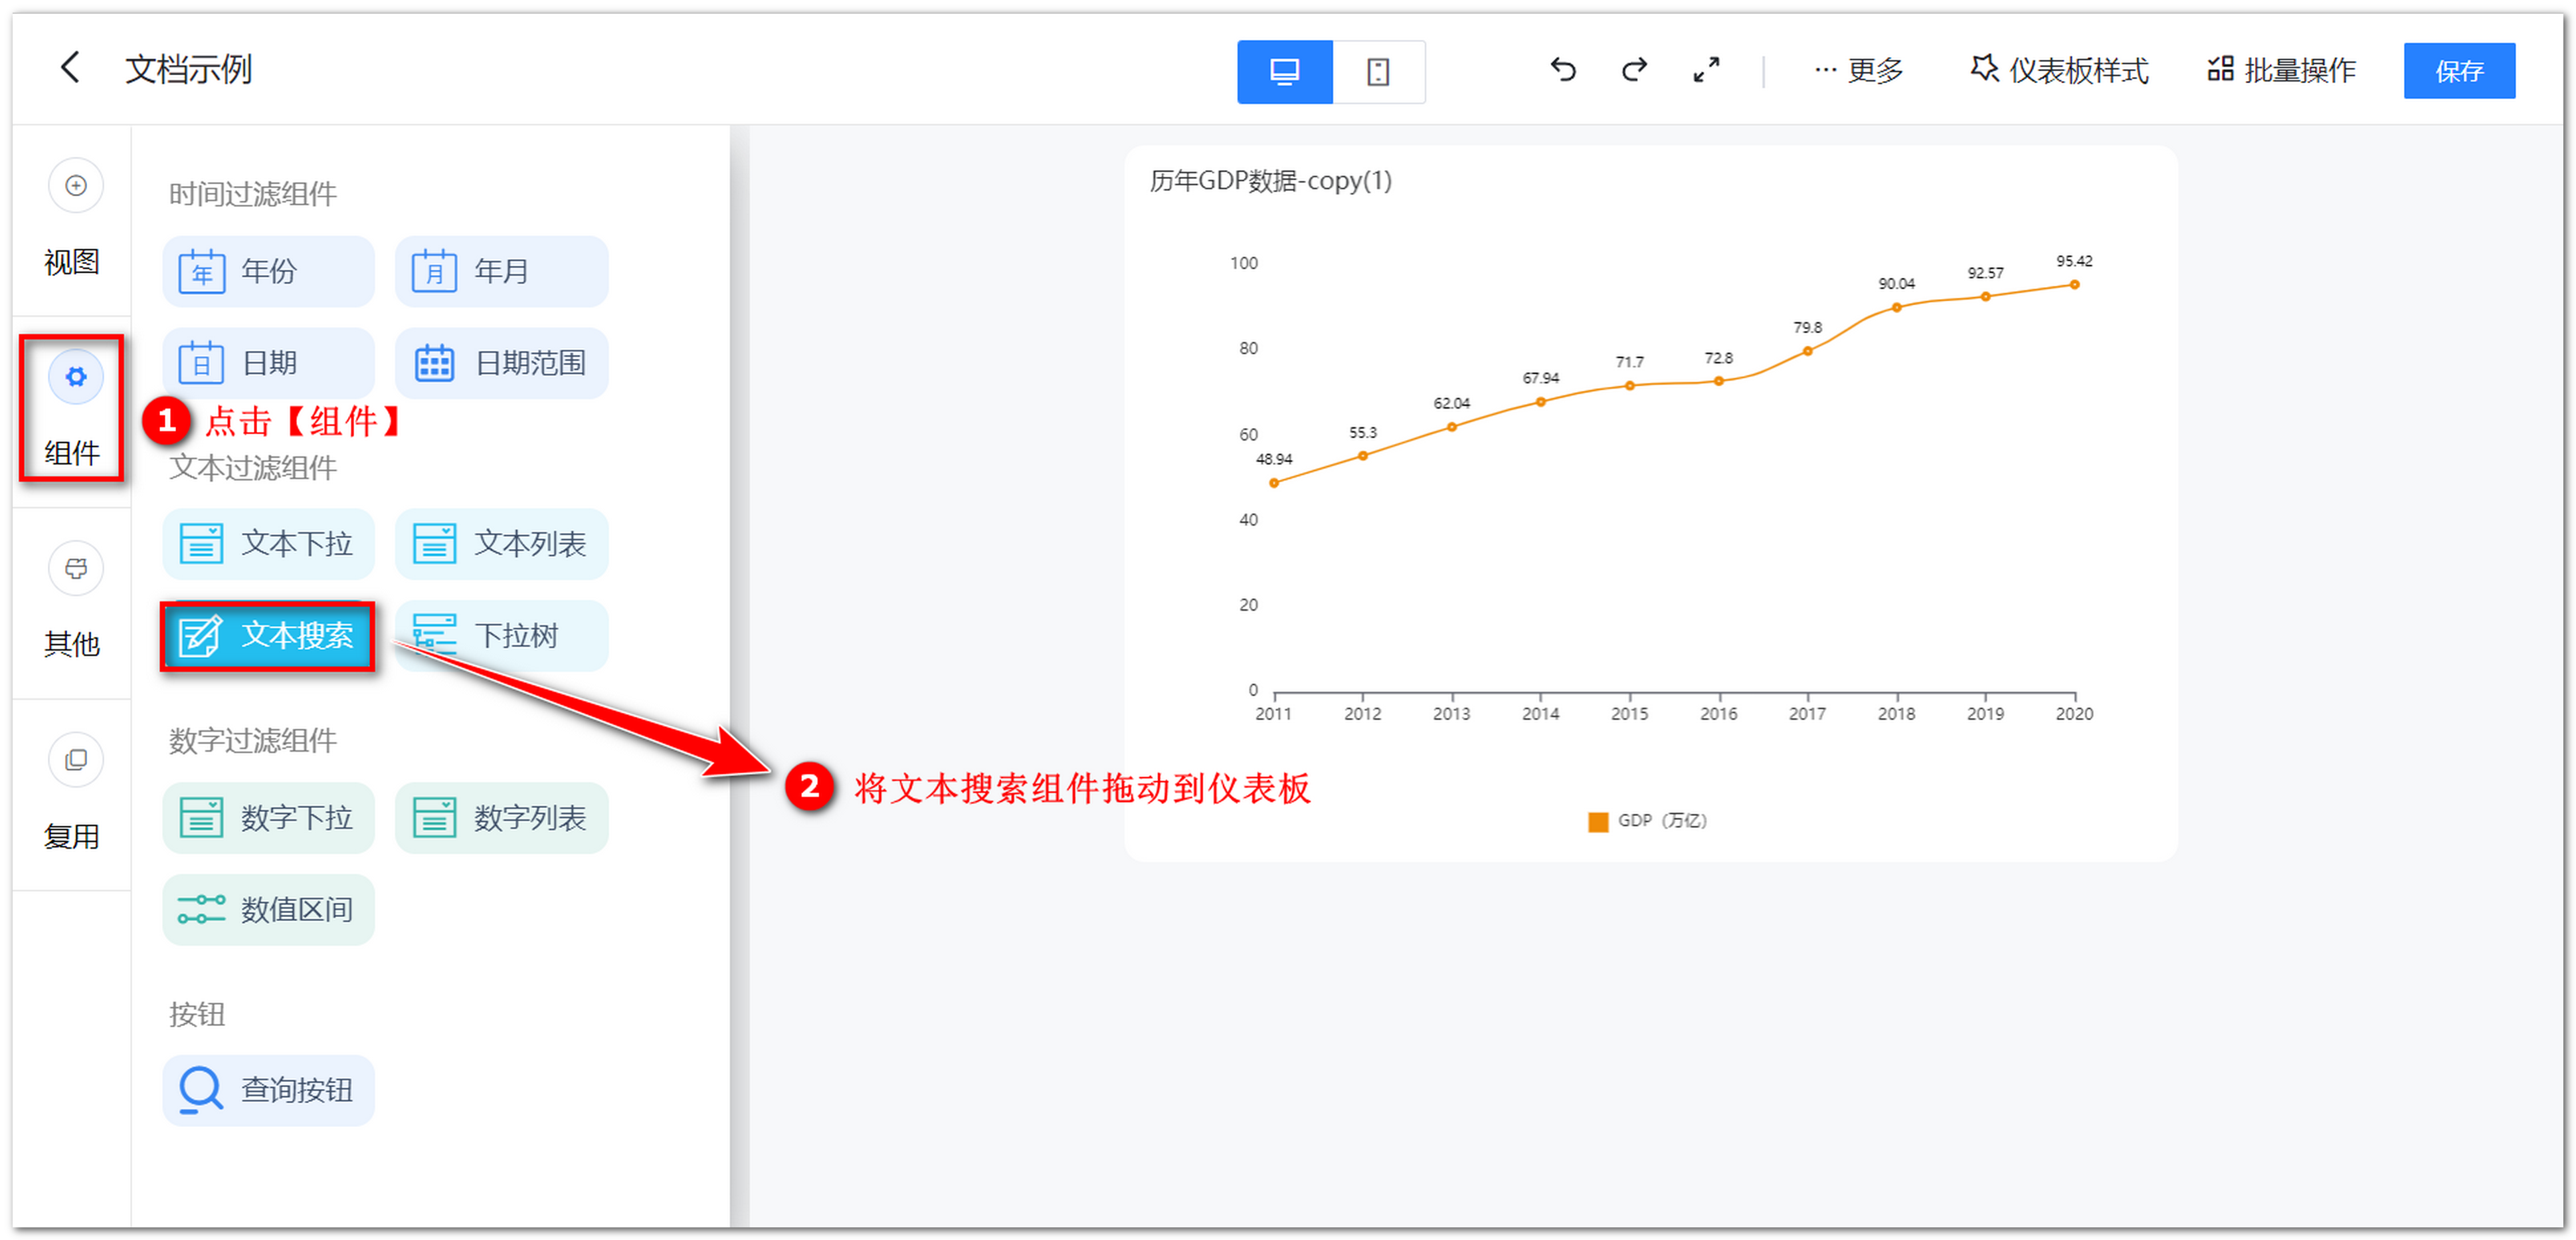 文档示例
··· 更多
仪表板样式
批量操作
保存
视图
组件
其他
复用
时间过滤组件
年 年份
月 年月
日 日期
日期范围
1 点击【组件】
文本过滤组件
文本下拉
文本列表
文本搜索
下拉树
2 将文本搜索组件拖动到仪表板
数字过滤组件
数字下拉
数字列表
数值区间
按钮
查询按钮
历年GDP数据-copy(1)
100
80
60
40
20
0
48.94
55.3
62.04
67.94
71.7
72.8
79.8
90.04
92.57
95.42
2011 2012 2013 2014 2015 2016 2017 2018 2019 2020
GDP（万亿）